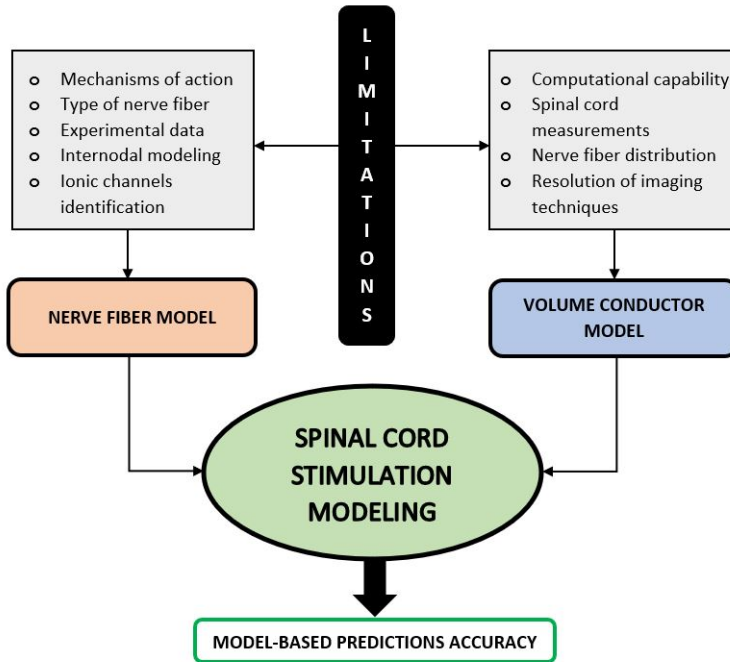 LIMITATIONS
o Mechanisms of action
o Type of nerve fiber
o Experimental data
o Internodal modeling
o Ionic channels
identification
o Computational capability
o Spinal cord
measurements
o Nerve fiber distribution
o Resolution of imaging
techniques
NERVE FIBER MODEL
VOLUME CONDUCTOR
MODEL
SPINAL CORD
STIMULATION
MODELING
MODEL-BASED PREDICTIONS ACCURACY